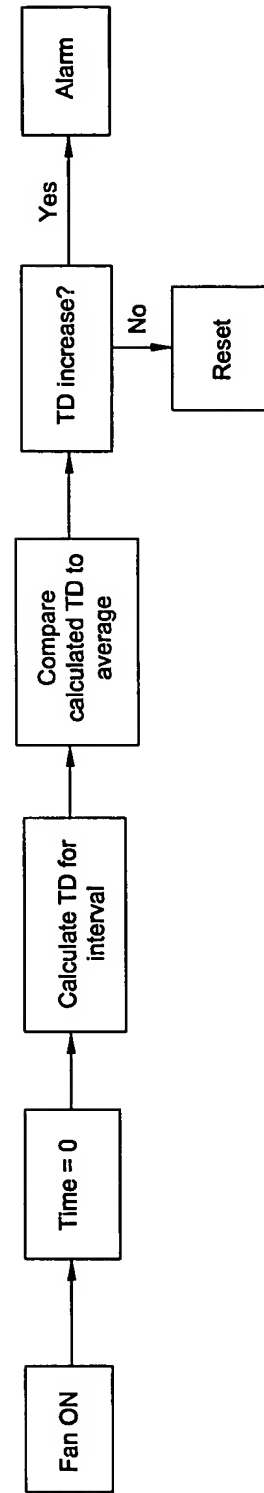 Fan ON
Time = 0
Calculate TD for
interval
Compare
calculated TD to
average
TD increase?
Yes
Alarm
No
Reset